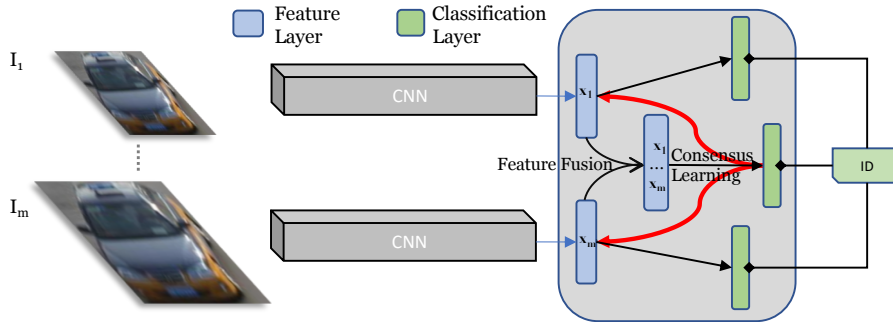 Feature
Layer
Classification
Layer
I₁
CNN
x₁
Feature Fusion
x₁
...
xₘ
Consensus
Learning
ID
Iₘ
CNN
xₘ